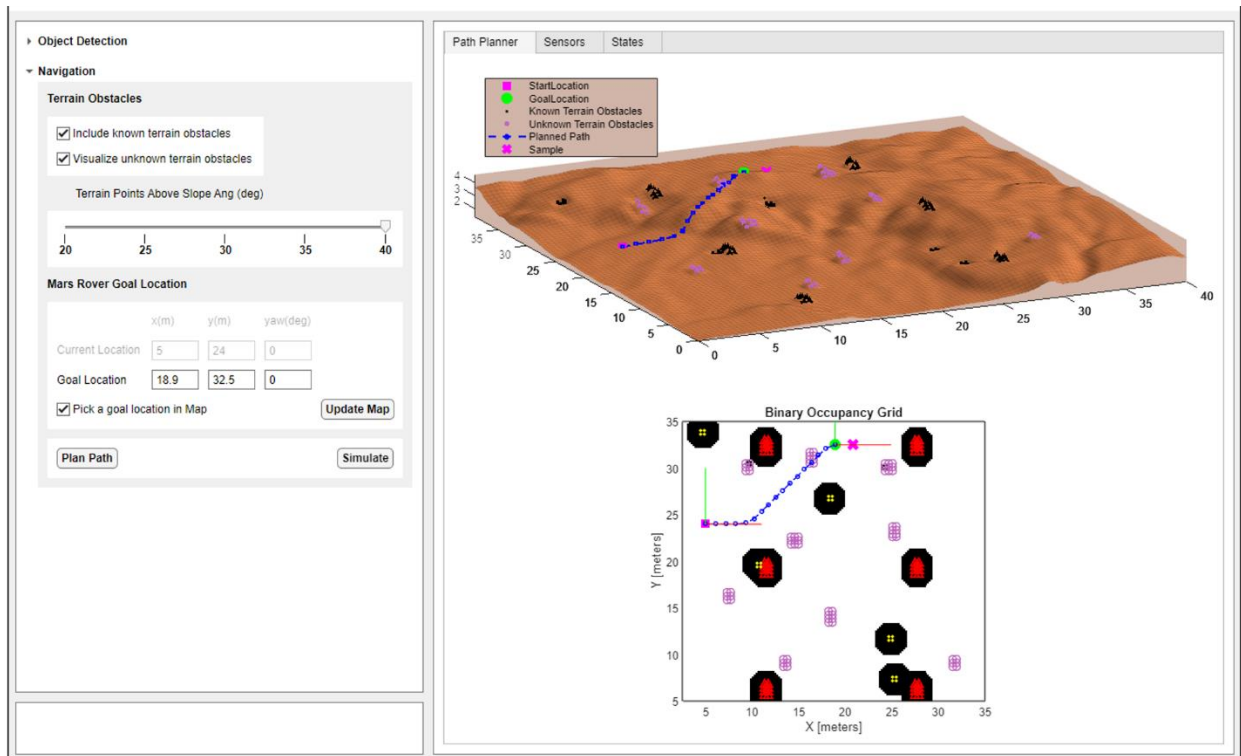 Object Detection
Navigation
Terrain Obstacles
Include known terrain obstacles
Visualize unknown terrain obstacles
Terrain Points Above Slope Ang (deg)
20 25 30 35 40
Mars Rover Goal Location
x(m) y(m) yaw(deg)
Current Location 5 24 0
Goal Location 18.9 32.5 0
Pick a goal location in Map Update Map
Plan Path Simulate
Path Planner Sensors States
StartLocation
GoalLocation
Known Terrain Obstacles
Unknown Terrain Obstacles
Planned Path
Sample
4
3
2
35
30
25
20
15
10
5
0
0 5 10 15 20 25 30 35 40
Binary Occupancy Grid
35
30
25
20
15
10
5
Y [meters]
5 10 15 20 25 30 35
X [meters]